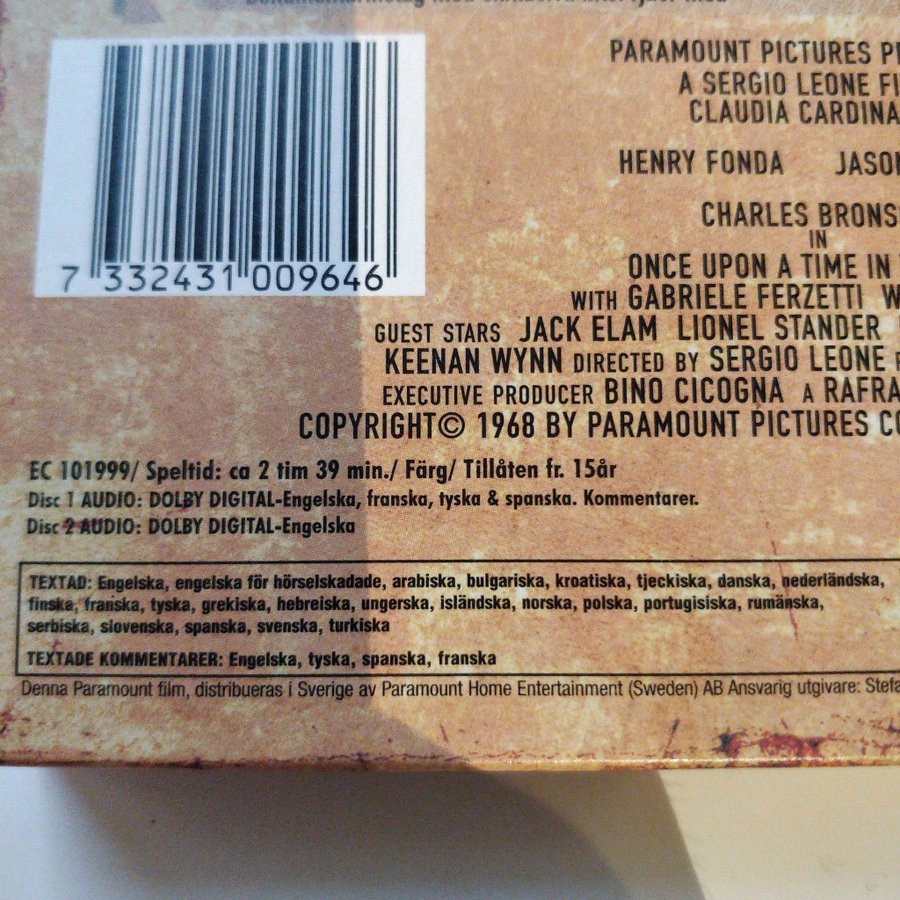 PARAMOUNT PICTURES
A SERGIO LEONE
CLAUDIA
HENRY FONDA
CHARLES
IN
ONCE UPON A TIME IN
WITH GABRIELE FERZETTI
GUEST STARS JACK ELAM LIONEL STANDER
KEENAN WYNN DIRECTED BY SERGIO LEONE
EXECUTIVE PRODUCER BINO CICOGNA A
COPYRIGHT© 1968 BY PARAMOUNT PICTURES
7 332431 009646
EC 101999/ Speltid: ca 2 tim 39 min./ Färg/ Tillåten fr. 15år
Disc 1 AUDIO: DOLBY DIGITAL-Engelska, franska, tyska & spanska. Kommentarer.
Disc 2 AUDIO: DOLBY DIGITAL-Engelska
TEXTAD: Engelska, engelska för hörselskadade, arabiska, bulgariska, kroatiska, tjeckiska, danska, nederländska,
finska, franska, tyska, grekiska, hebreiska, ungerska, isländska, norska, polska, portugisiska, rumänska,
serbiska, slovenska, spanska, svenska, turkiska
TEXTADE KOMMENTARER: Engelska, tyska, spanska, franska
Denna Paramount film, distribueras i Sverige av Paramount Home Entertainment (Sweden) AB Ansvarig utgivare: